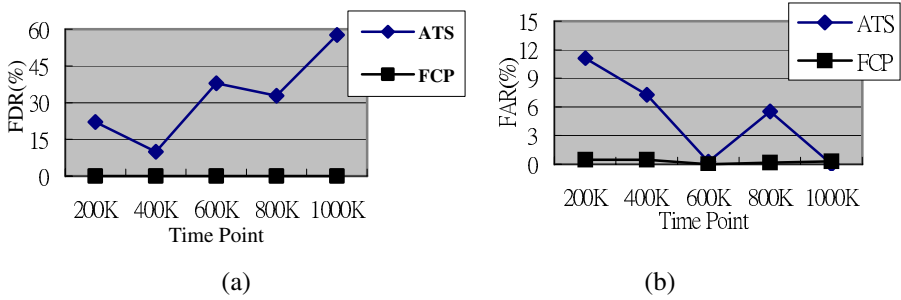 60
45
30
15
0
FDR(%)
ATS
FCP
200K 400K 600K 800K 1000K
Time Point
(a)
15
12
9
6
3
0
FAR(%)
ATS
FCP
200K 400K 600K 800K 1000K
Time Point
(b)